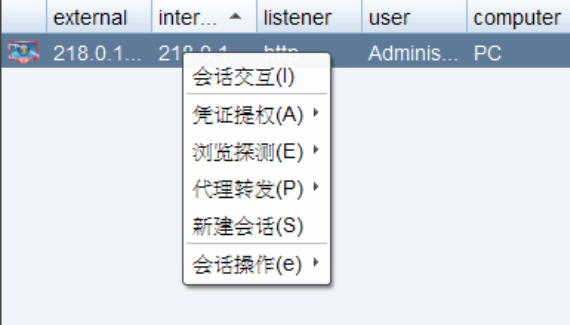 external inter... listener user computer
218.0.1... 218.0.1... http Adminis... PC
会话交互(I)
凭证提权(A)
浏览探测(E)
代理转发(P)
新建会话(S)
会话操作(e)